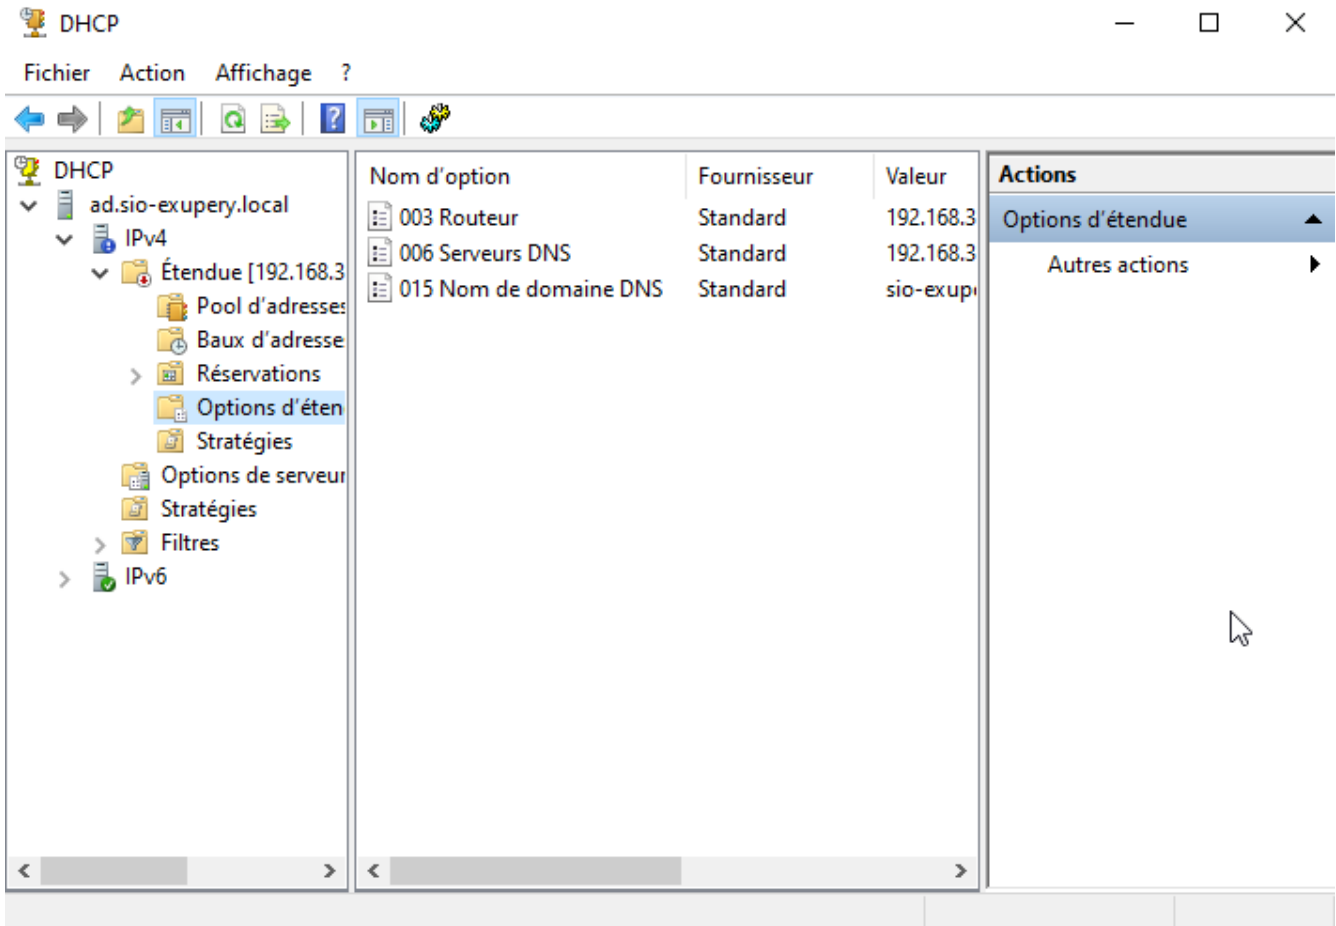 DHCP
Fichier Action Affichage ?
DHCP
ad.sio-exupery.local
IPv4
Étendue [192.168.3
Pool d'adresses
Baux d'adresse
Réservations
Options d'éten
Stratégies
Options de serveur
Stratégies
Filtres
IPv6
Nom d'option Fournisseur Valeur
003 Routeur Standard 192.168.3
006 Serveurs DNS Standard 192.168.3
015 Nom de domaine DNS Standard sio-exup
Actions
Options d'étendue
Autres actions